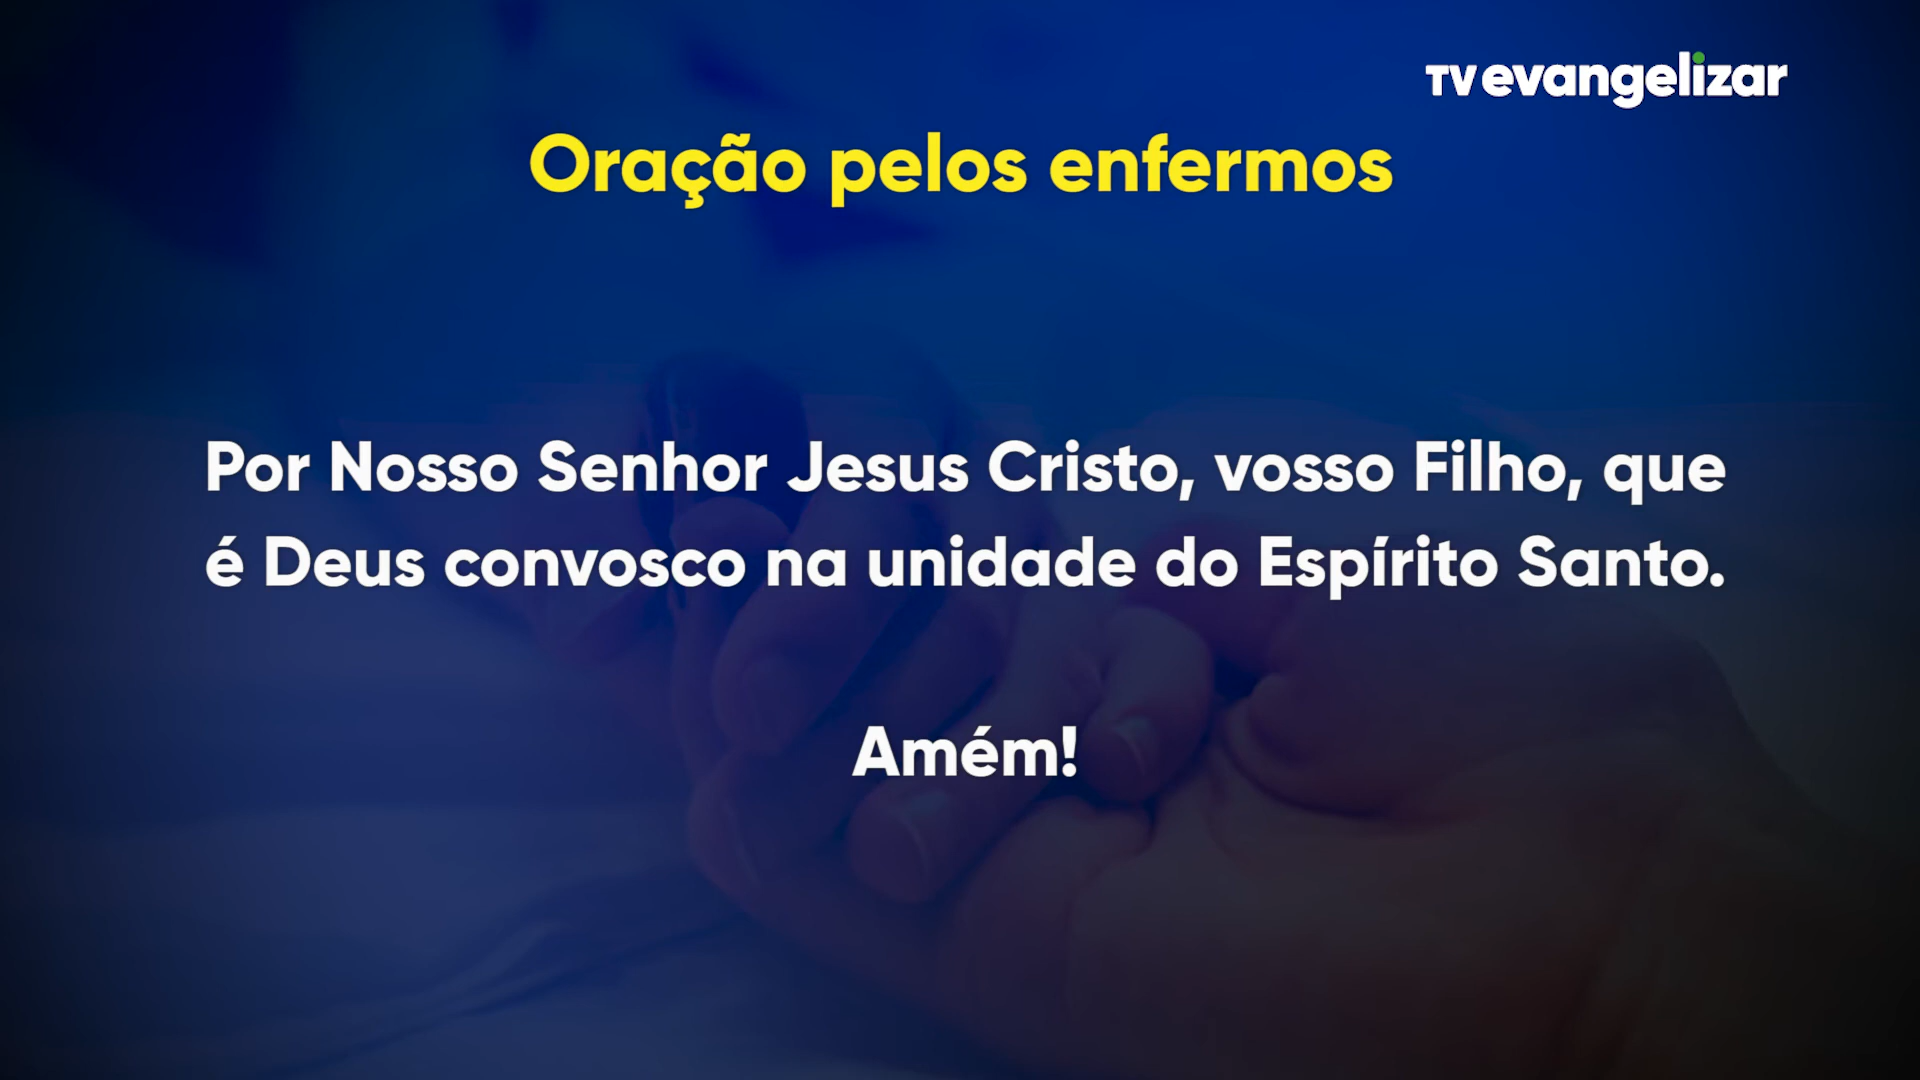 TV evangelizar
Oração pelos enfermos
Por Nosso Senhor Jesus Cristo, vosso Filho, que
é Deus convosco na unidade do Espírito Santo.
Amém!